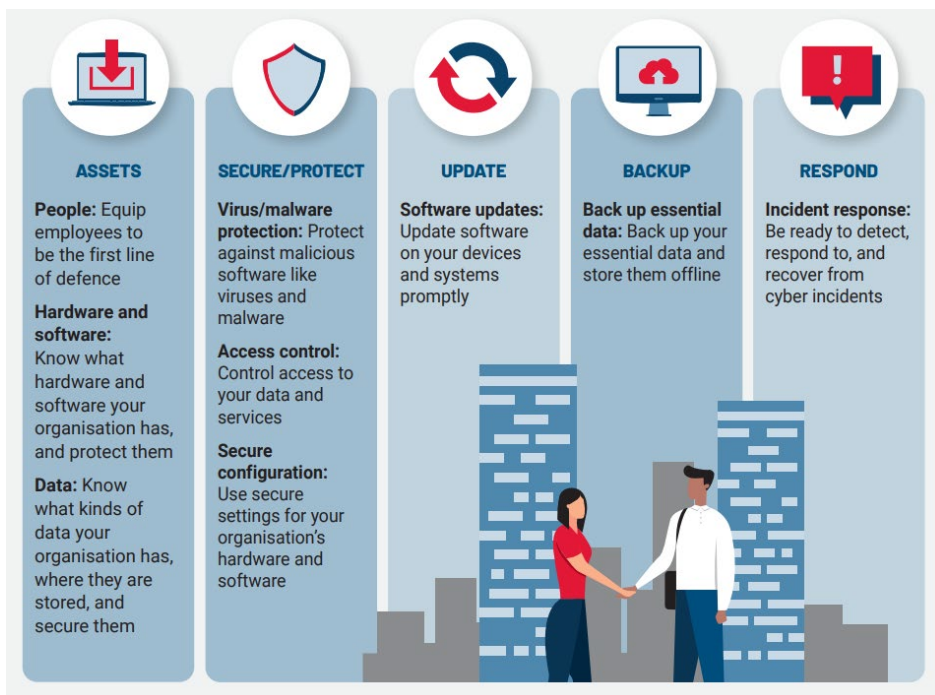 ASSETS
People: Equip
employees to
be the first line
of defence
Hardware and
software:
Know what
hardware and
software your
organisation has,
and protect them
Data: Know
what kinds of
data your
organisation has,
where they are
stored, and
secure them
SECURE/PROTECT
Virus/malware
protection: Protect
against malicious
software like
viruses and
malware
Access control:
Control access to
your data and
services
Secure
configuration:
Use secure
settings for your
organisation's
hardware and
software
UPDATE
Software updates:
Update software
on your devices
and systems
promptly
BACKUP
Back up essential
data: Back up your
essential data and
store them offline
RESPOND
Incident response:
Be ready to detect,
respond to, and
recover from
cyber incidents